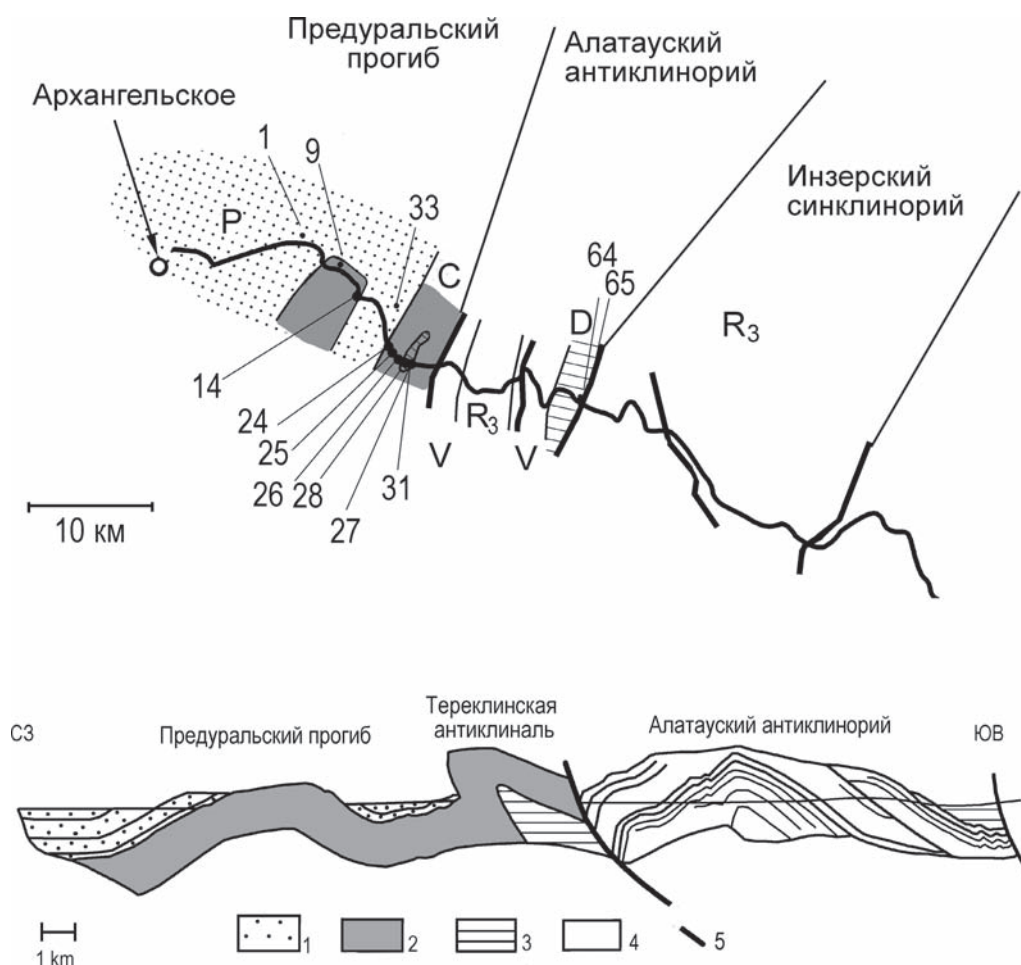 Предуральский
прогиб
Алатауский
антиклинорий
Архангельское
Инзерский
синклинорий
1
9
33
P
C
64
65
D
R₃
14
24
25
26
28
27
31
V
R₃
V
10 км
СЗ
Предуральский прогиб
Тереклинская
антиклиналь
Алатауский антиклинорий
ЮВ
1 km
1
2
3
4
5